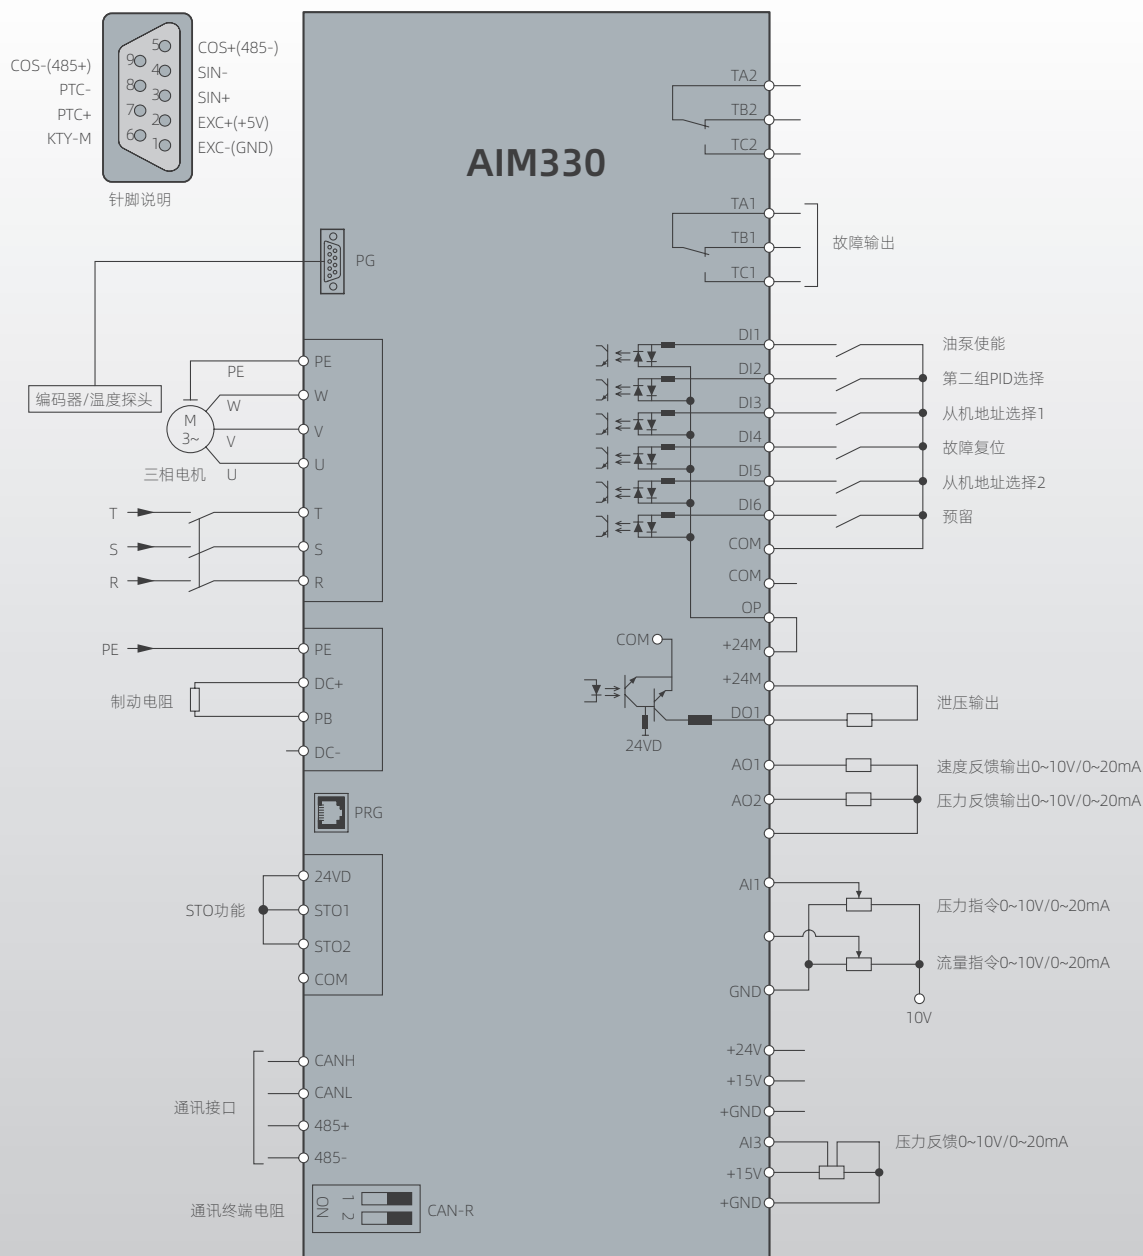 5
4
3
2
1
9
8
7
6
COS-(485+)
PTC-
PTC+
KTY-M
COS+(485-)
SIN-
SIN+
EXC+(+5V)
EXC-(GND)
针脚说明
AIM330
PG
编码器/温度探头
M
3~
三相电机
PE
W
V
U
PE
W
V
U
T
S
R
T
S
R
PE
PE
制动电阻
DC+
PB
DC-
PRG
STO功能
24VD
STO1
STO2
COM
通讯接口
CANH
CANL
485+
485-
通讯终端电阻
ON
1
2
CAN-R
TA2
TB2
TC2
TA1
TB1
TC1
故障输出
DI1
油泵使能
DI2
第二组PID选择
DI3
从机地址选择1
DI4
故障复位
DI5
从机地址选择2
DI6
预留
COM
COM
OP
+24M
COM
24VD
+24M
DO1
泄压输出
AO1
速度反馈输出0~10V/0~20mA
AO2
压力反馈输出0~10V/0~20mA
AI1
压力指令0~10V/0~20mA
流量指令0~10V/0~20mA
GND
10V
+24V
+15V
+GND
AI3
压力反馈0~10V/0~20mA
+15V
+GND